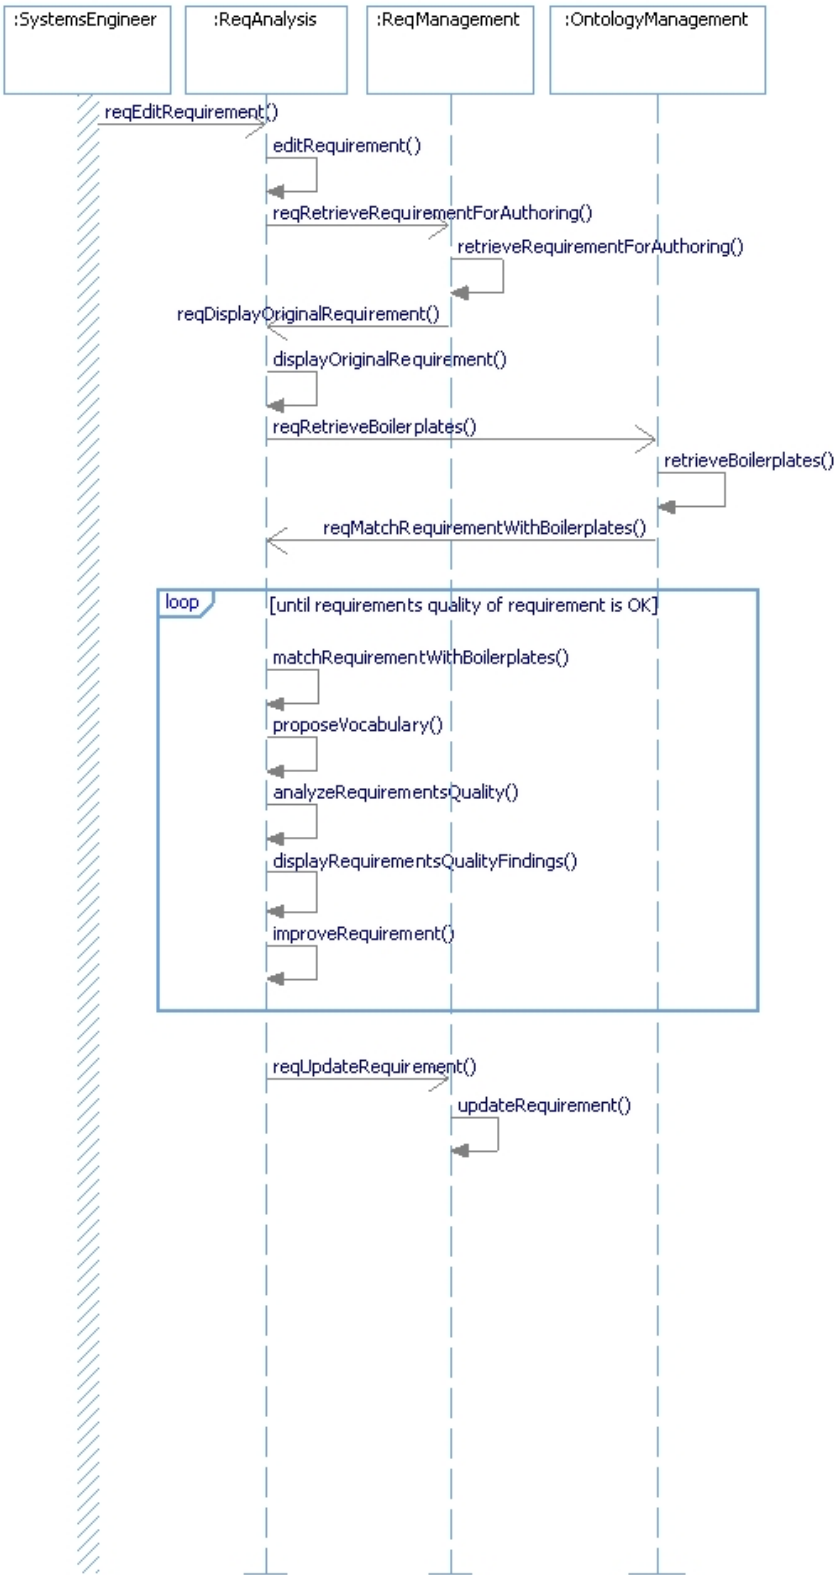 :SystemsEngineer
:ReqAnalysis
:ReqManagement
:OntologyManagement
reqEditRequirement()
editRequirement()
reqRetrieveRequirementForAuthoring()
retrieveRequirementForAuthoring()
reqDisplayOriginalRequirement()
displayOriginalRequirement()
reqRetrieveBoilerplates()
retrieveBoilerplates()
reqMatchRequirementWithBoilerplates()
loop
[until requirements quality of requirement is OK]
matchRequirementWithBoilerplates()
proposeVocabulary()
analyzeRequirementsQuality()
displayRequirementsQualityFindings()
improveRequirement()
reqUpdateRequirement()
updateRequirement()